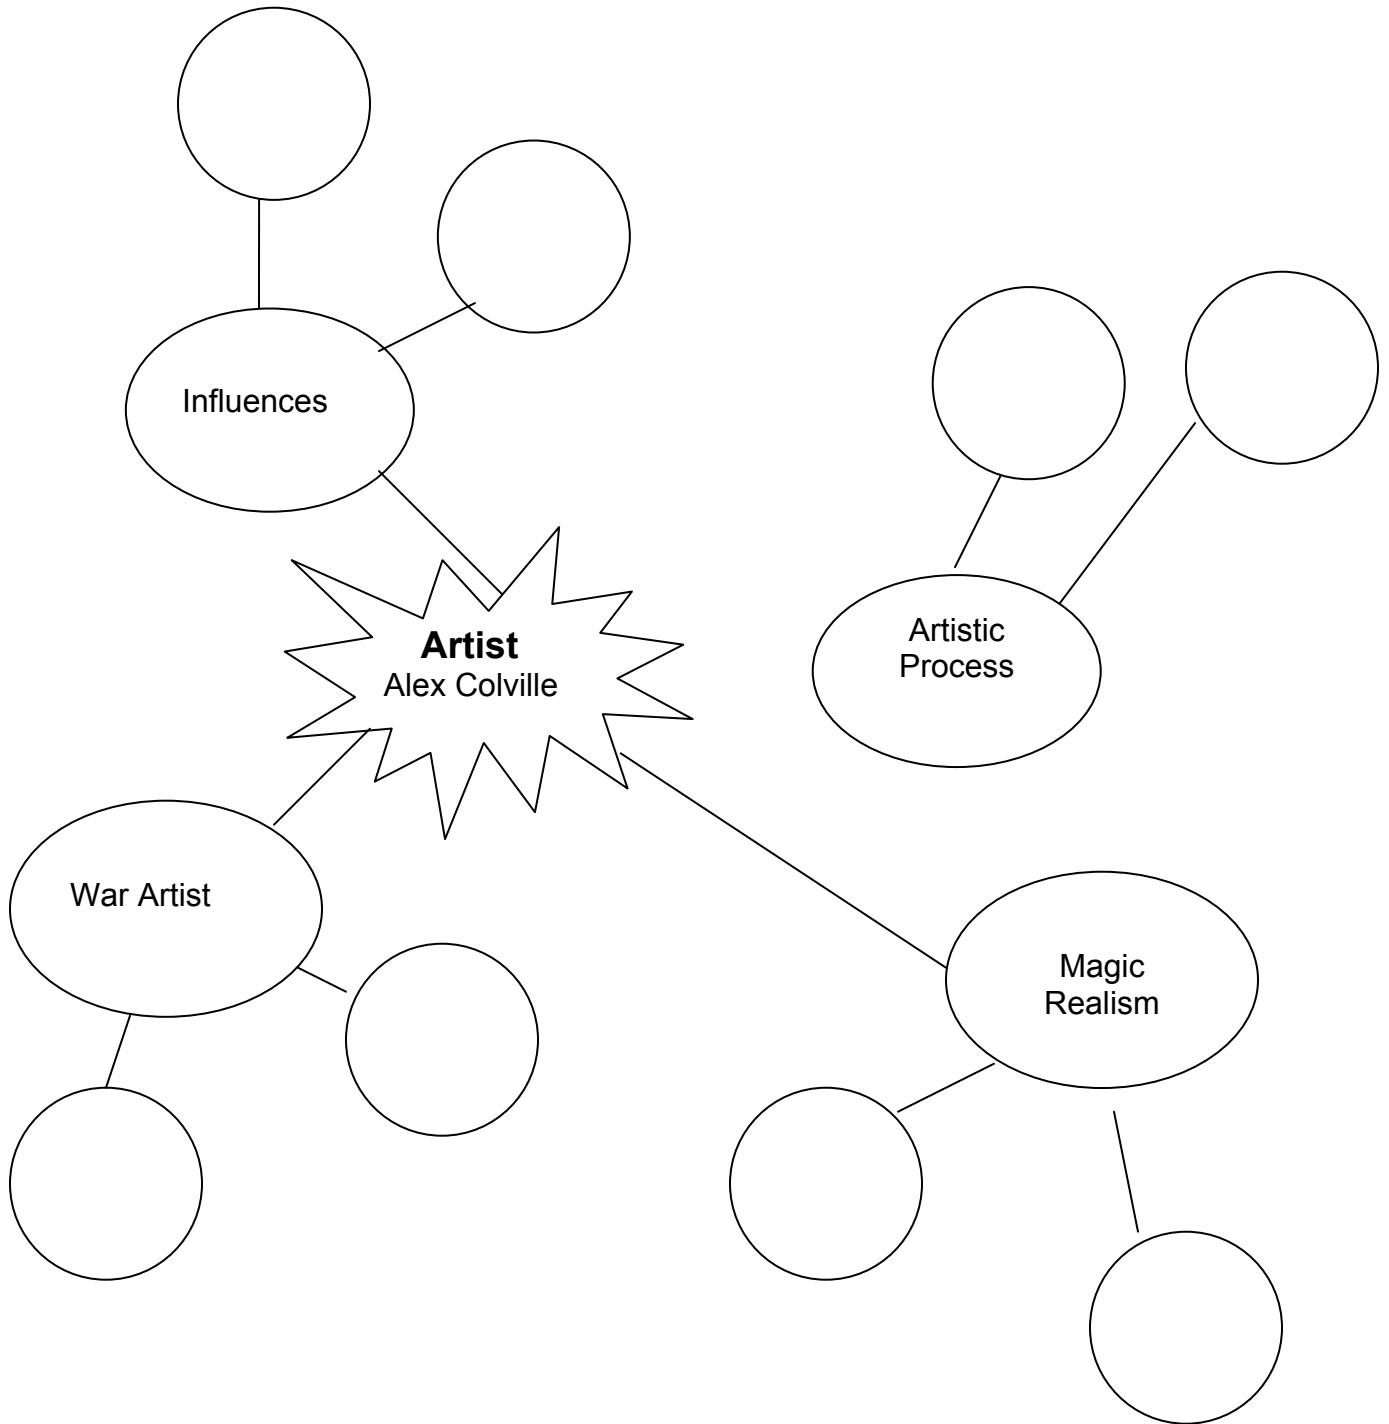 Influences
Artist
Alex Colville
Artistic
Process
War Artist
Magic
Realism